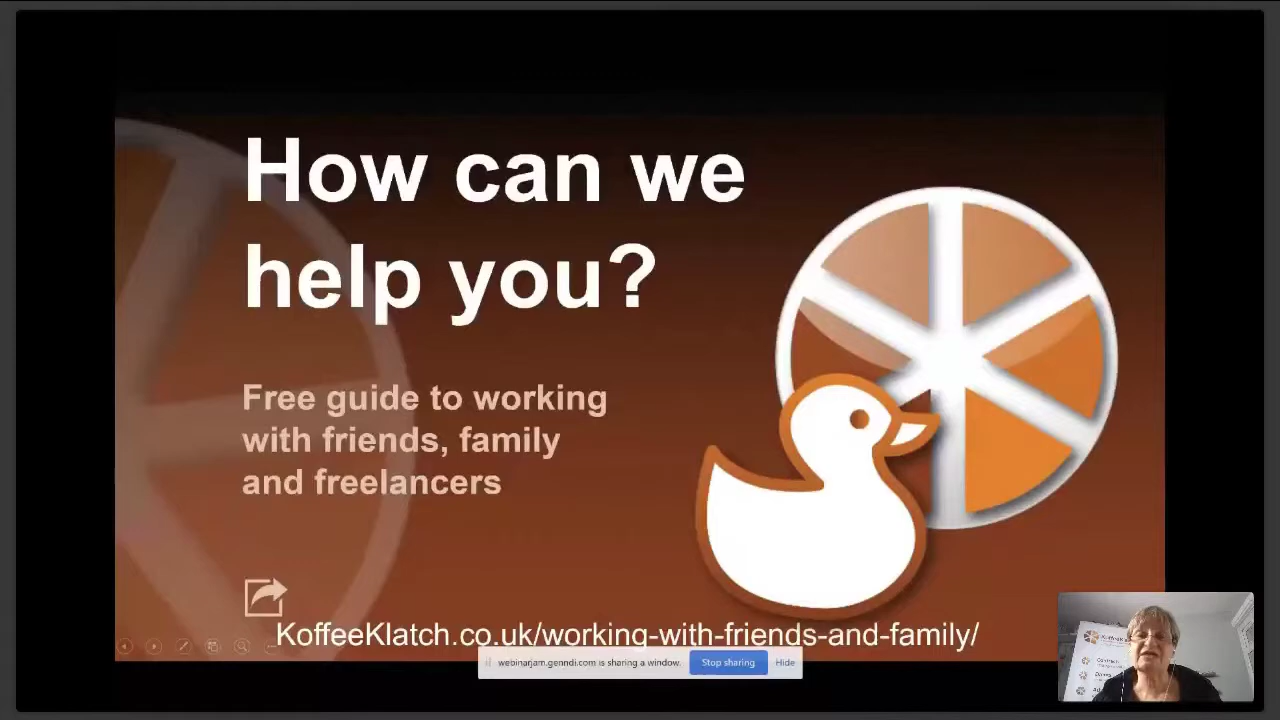 How can we
help you?
Free guide to working
with friends, family
and freelancers
KoffeeKlatch.co.uk/working-with-friends-and-family/
webinarjam.genndi.com is sharing a window.
Stop sharing
Hide